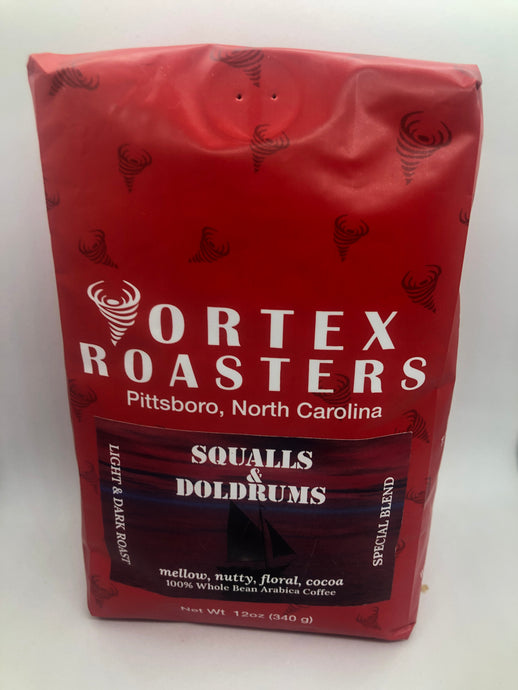 VORTEX
ROASTERS
Pittsboro, North Carolina
SQUALLS
&
DOLDRUMS
LIGHT & DARK ROAST
SPECIAL BLEND
mellow, nutty, floral, cocoa
100% Whole Bean Arabica Coffee
Net Wt 12oz (340 g)